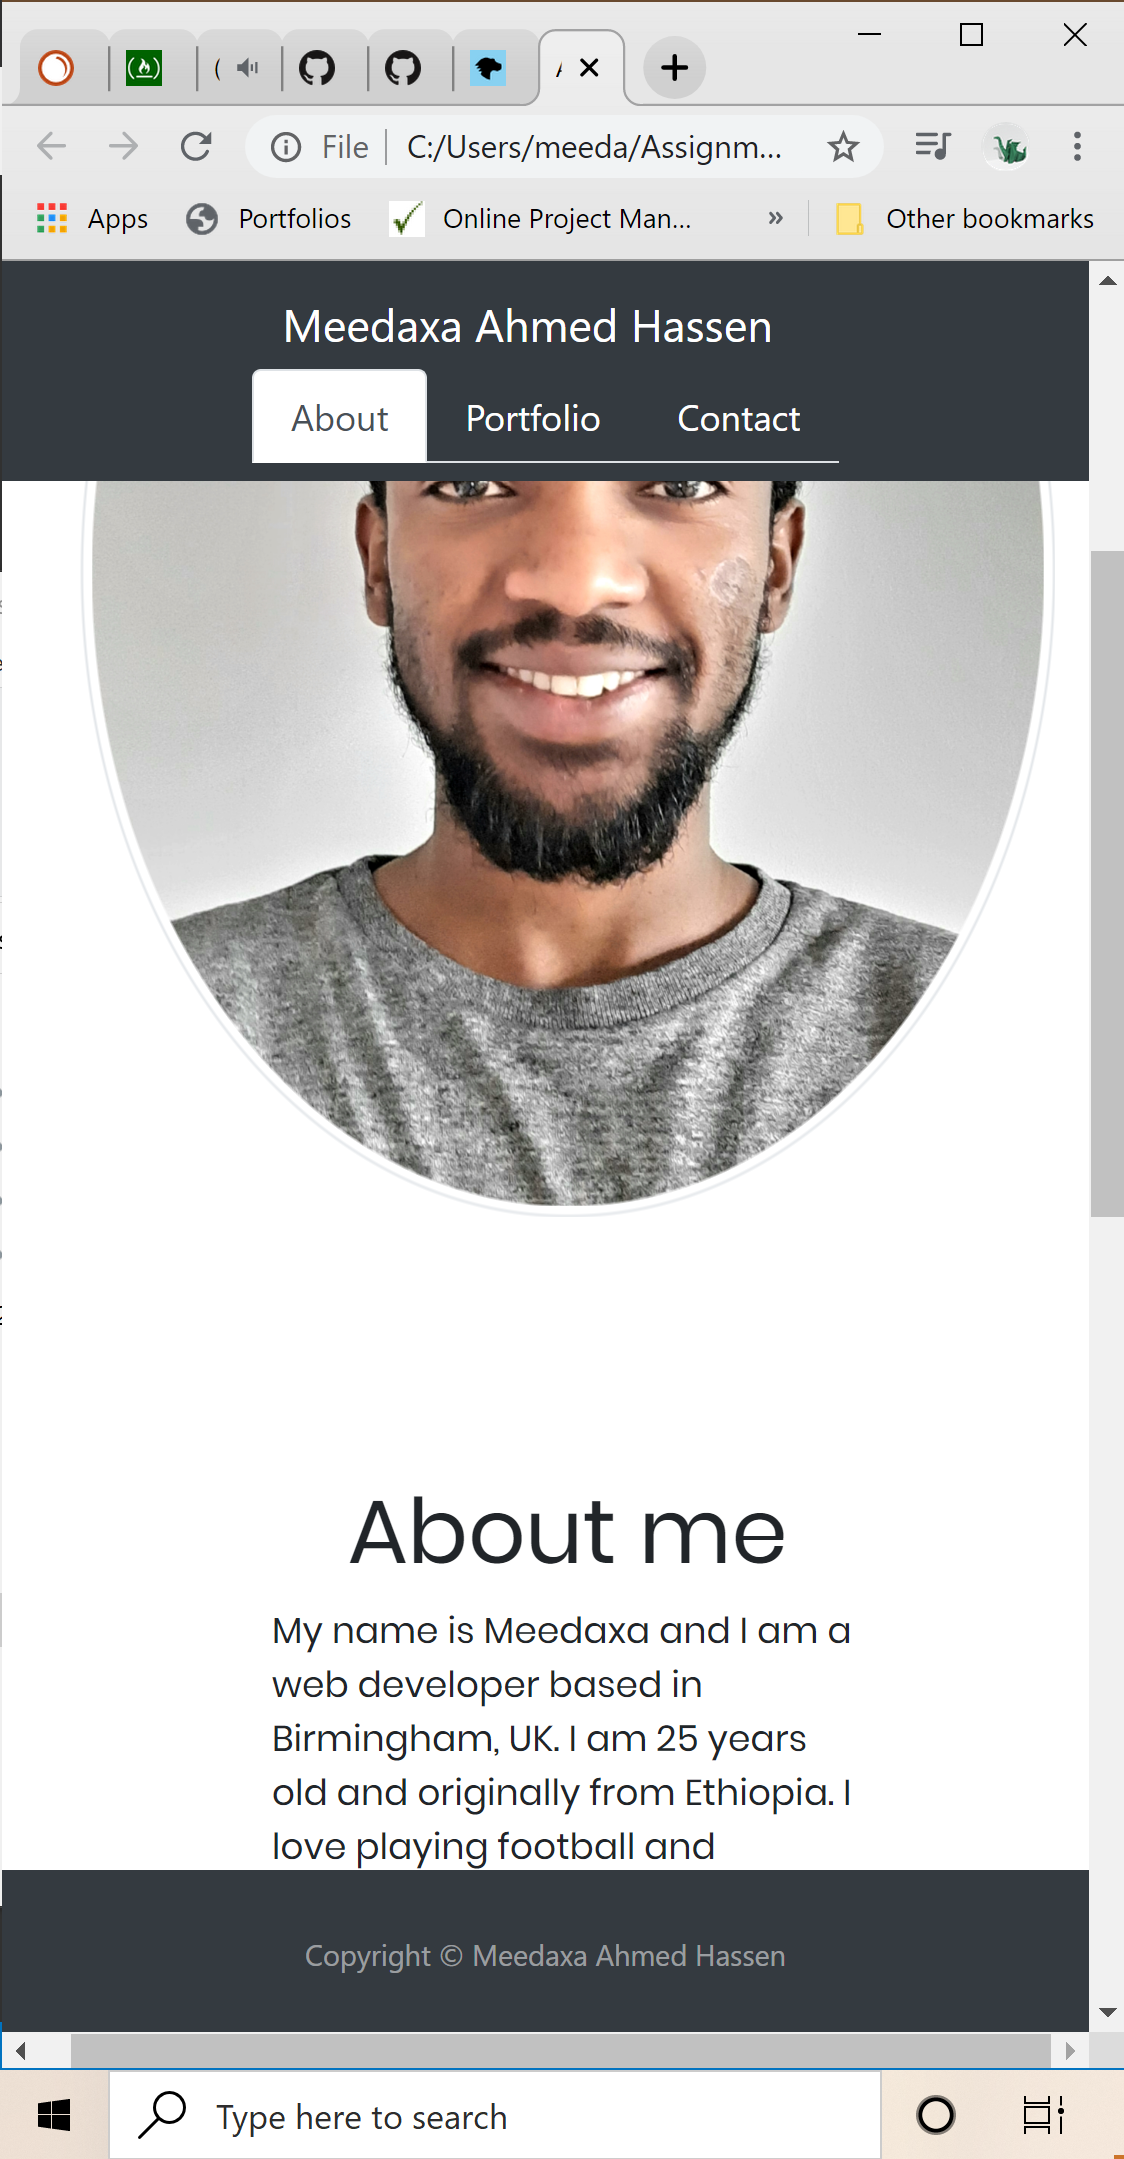 File
C:/Users/meeda/Assignm...
Apps
Portfolios
Online Project Man...
»
Other bookmarks
Meedaxa Ahmed Hassen
About
Portfolio
Contact
About me
My name is Meedaxa and I am a
web developer based in
Birmingham, UK. I am 25 years
old and originally from Ethiopia. I
love playing football and
Copyright © Meedaxa Ahmed Hassen
Type here to search